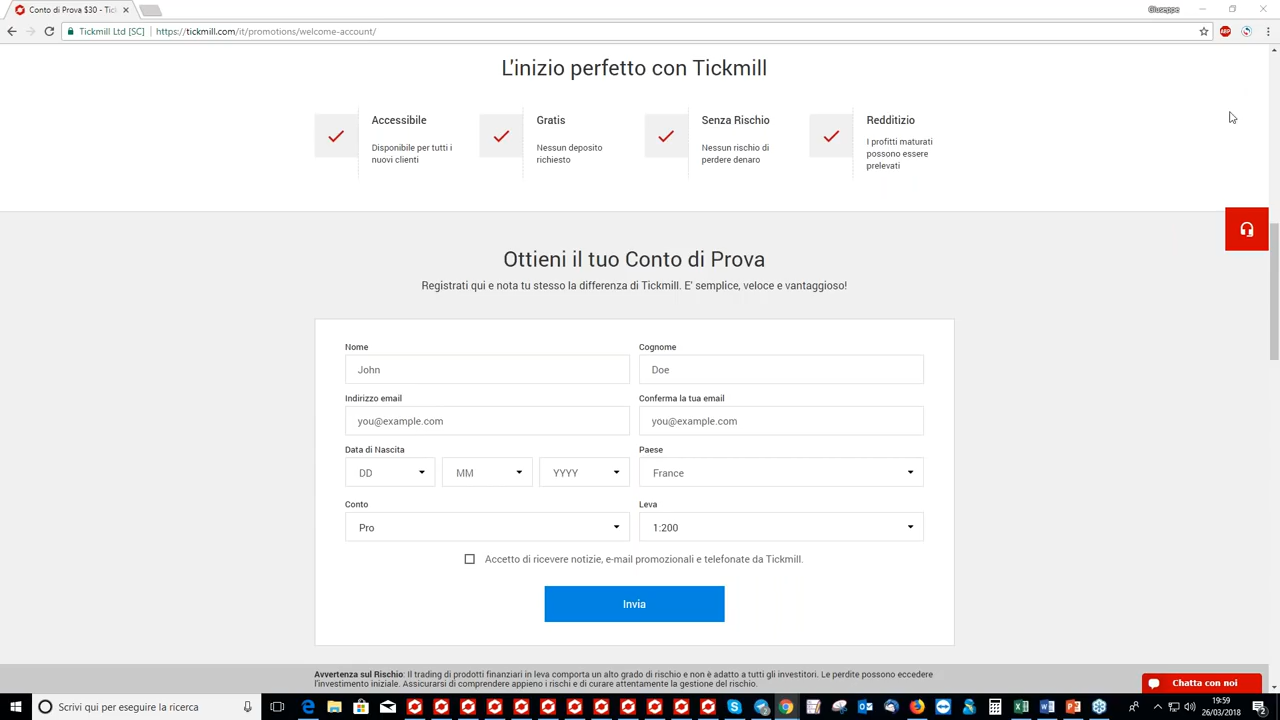 Conto di Prova $30 - Tick
Giuseppe
Tickmill Ltd [SC]
https://tickmill.com/it/promotions/welcome-account/
ABP
L'inizio perfetto con Tickmill
Accessibile
Disponibile per tutti i
nuovi clienti
Gratis
Nessun deposito
richiesto
Senza Rischio
Nessun rischio di
perdere denaro
Redditizio
I profitti maturati
possono essere
prelevati
Ottieni il tuo Conto di Prova
Registrati qui e nota tu stesso la differenza di Tickmill. E' semplice, veloce e vantaggioso!
Nome
Cognome
John
Doe
Indirizzo email
Conferma la tua email
you@example.com
you@example.com
Data di Nascita
Paese
DD
MM
YYYY
France
Conto
Leva
Pro
1:200
Accetto di ricevere notizie, e-mail promozionali e telefonate da Tickmill.
Invia
Avvertenza sul Rischio: Il trading di prodotti finanziari in leva comporta un alto grado di rischio e non è adatto a tutti gli investitori. Le perdite possono eccedere
l'investimento iniziale. Assicurarsi di comprendere appieno i rischi e di curare attentamente la gestione del rischio.
Chatta con noi
Scrivi qui per eseguire la ricerca
19:59
26/03/2018